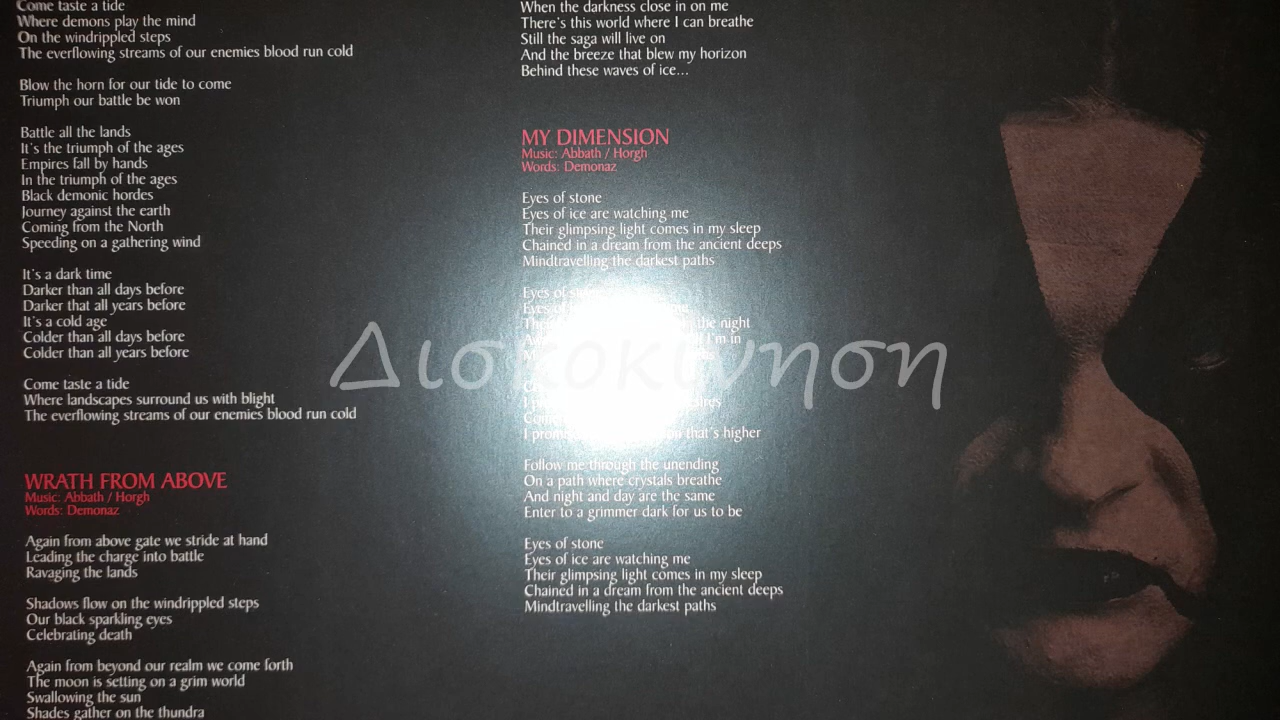 Come taste a tide
Where demons play the mind
On the windrippled steps
The everflowing streams of our enemies blood run cold
Blow the horn for our tide to come
Triumph our battle be won
Battle all the lands
It's the triumph of the ages
Empires fall by hands
In the triumph of the ages
Black demonic hordes
Journey against the earth
Coming from the North
Speeding on a gathering wind
It's a dark time
Darker than all days before
Darker that all years before
It's a cold age
Colder than all days before
Colder than all years before
Come taste a tide
Where landscapes surround us with blight
The everflowing streams of our enemies blood run cold
WRATH FROM ABOVE
Music: Abbath / Horgh
Words: Demonaz
Again from above gate we stride at hand
Leading the charge into battle
Ravaging the lands
Shadows flow on the windrippled steps
Our black sparkling eyes
Celebrating death
Again from beyond our realm we come forth
The moon is setting on a grim world
Swallowing the sun
Shades gather on the thundra
When the darkness close in on me
There's this world where I can breathe
Still the saga will live on
And the breeze that blew my horizon
Behind these waves of ice...
MY DIMENSION
Music: Abbath / Horgh
Words: Demonaz
Eyes of stone
Eyes of ice are watching me
Their glimpsing light comes in my sleep
Chained in a dream from the ancient deeps
Mindtravelling the darkest paths
Eyes of
Eyes of me
the night
I'm in
I that's higher
Follow me through the unending
On a path where crystals breathe
And night and day are the same
Enter to a grimmer dark for us to be
Eyes of stone
Eyes of ice are watching me
Their glimpsing light comes in my sleep
Chained in a dream from the ancient deeps
Mindtravelling the darkest paths
Δισκοκίνηση